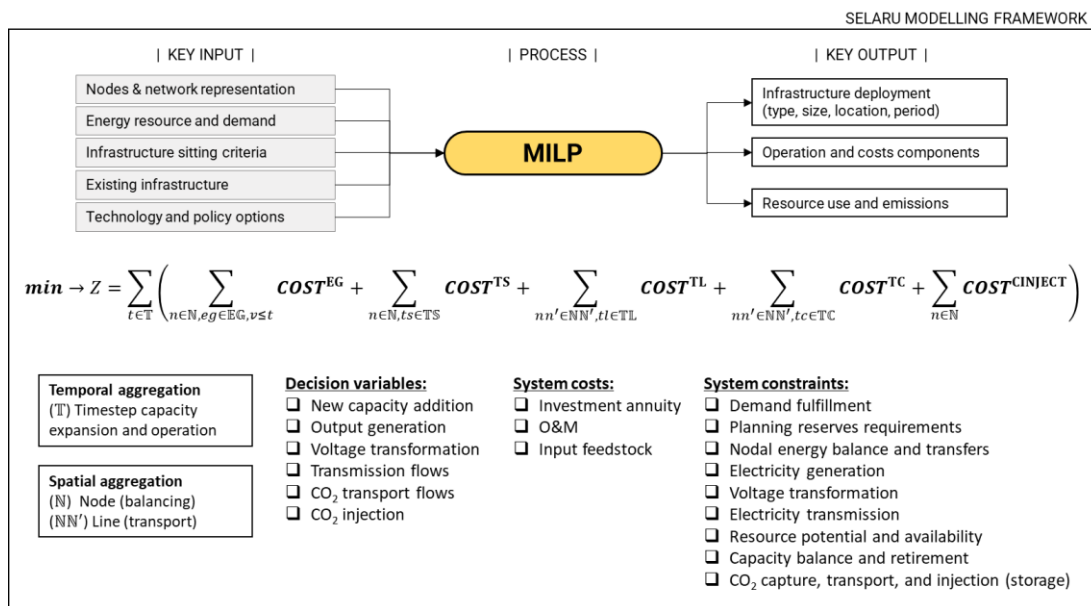 SELARU MODELLING FRAMEWORK
| KEY INPUT |
| PROCESS |
| KEY OUTPUT |
Nodes & network representation
Energy resource and demand
Infrastructure sitting criteria
Existing infrastructure
Technology and policy options
MILP
Infrastructure deployment
(type, size, location, period)
Operation and costs components
Resource use and emissions
min → Z = ∑_{t∈𝕋} ( ∑_{n∈ℕ,eg∈𝔼𝔾,v≤t} COST^{EG} + ∑_{n∈ℕ,ts∈𝕋𝕊} COST^{TS} + ∑_{nn′∈ℕℕ′,tl∈𝕋𝕃} COST^{TL} + ∑_{nn′∈ℕℕ′,tc∈𝕋ℂ} COST^{TC} + ∑_{n∈ℕ} COST^{CINJECT} )
Temporal aggregation
(𝕋) Timestep capacity
expansion and operation
Spatial aggregation
(ℕ) Node (balancing)
(ℕℕ′) Line (transport)
Decision variables:
❑ New capacity addition
❑ Output generation
❑ Voltage transformation
❑ Transmission flows
❑ CO₂ transport flows
❑ CO₂ injection
System costs:
❑ Investment annuity
❑ O&M
❑ Input feedstock
System constraints:
❑ Demand fulfillment
❑ Planning reserves requirements
❑ Nodal energy balance and transfers
❑ Electricity generation
❑ Voltage transformation
❑ Electricity transmission
❑ Resource potential and availability
❑ Capacity balance and retirement
❑ CO₂ capture, transport, and injection (storage)